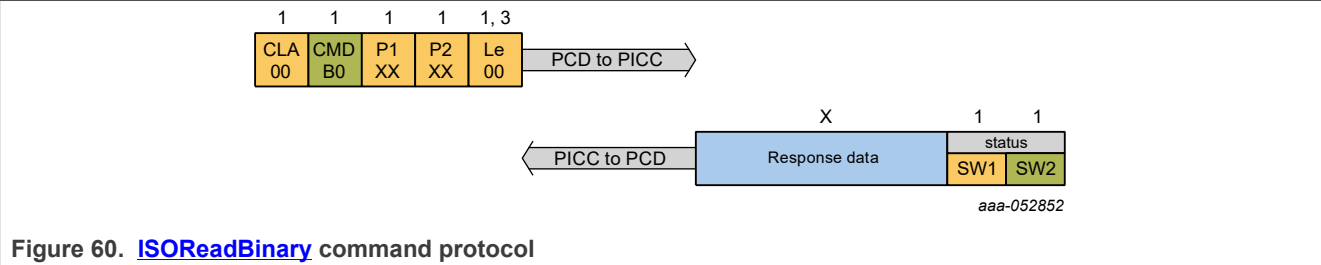 1 1 1 1 1, 3
CLA CMD P1 P2 Le
00 B0 XX XX 00
PCD to PICC
X 1 1
PICC to PCD
Response data
status
SW1 SW2
aaa-052852
Figure 60. ISOReadBinary command protocol